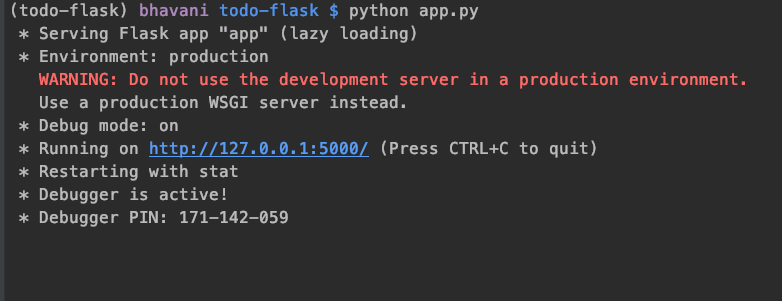 (todo-flask) bhavani todo-flask $ python app.py
* Serving Flask app "app" (lazy loading)
* Environment: production
WARNING: Do not use the development server in a production environment.
Use a production WSGI server instead.
* Debug mode: on
* Running on http://127.0.0.1:5000/ (Press CTRL+C to quit)
* Restarting with stat
* Debugger is active!
* Debugger PIN: 171-142-059